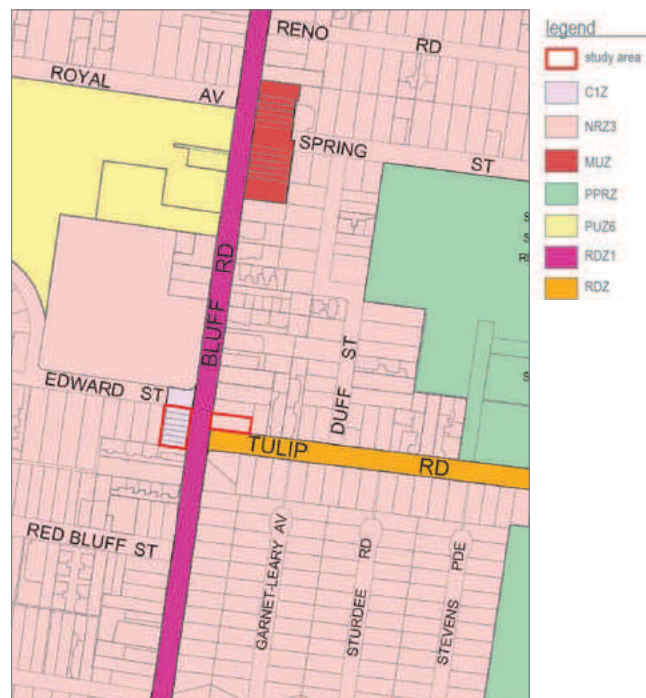 RENO RD
ROYAL AV
SPRING ST
BLUFF RD
DUFF ST
EDWARD ST
TULIP RD
RED BLUFF ST
GARNET-LEARY AV
STURDEE RD
STEVENS PDE
S
S
RI
S
legend
study area
C1Z
NRZ3
MUZ
PPRZ
PUZ6
RDZ1
RDZ